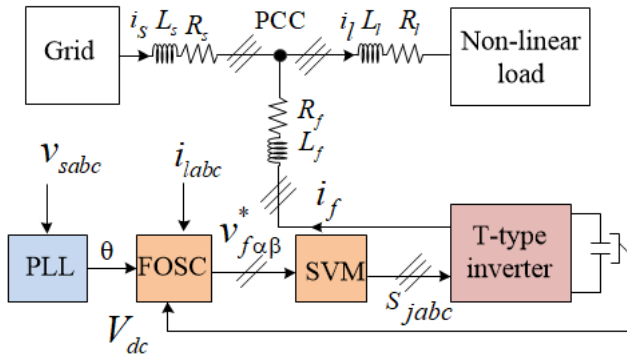 Grid
i_s L_s R_s
PCC
i_l L_l R_l
Non-linear
load
R_f
L_f
v_sabc
i_labc
v*_fαβ
i_f
PLL
θ
FOSC
SVM
S_jabc
T-type
inverter
V_dc